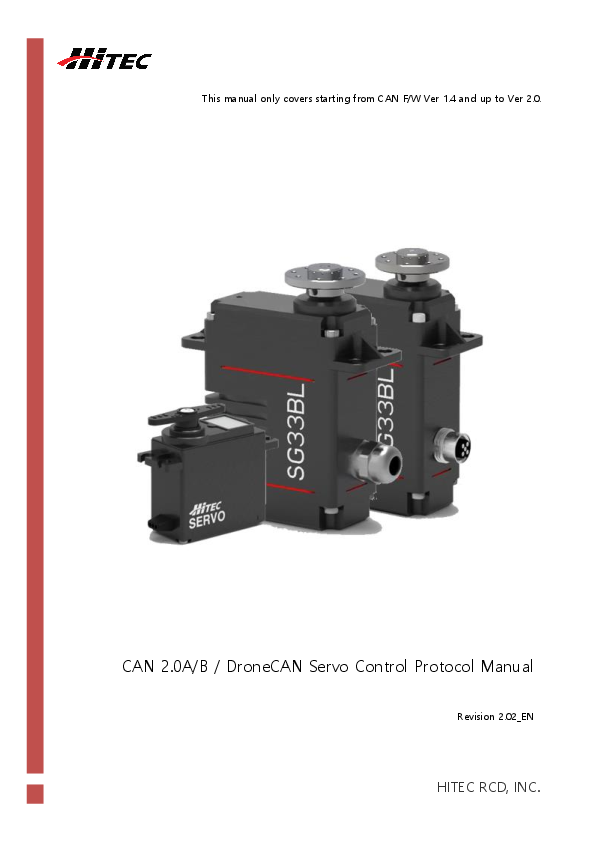 HiTEC
This manual only covers starting from CAN F/W Ver 1.4 and up to Ver 2.0.
SG33BL
G33BL
HiTEC
SERVO
CAN 2.0A/B / DroneCAN Servo Control Protocol Manual
Revision 2.02_EN
HITEC RCD, INC.